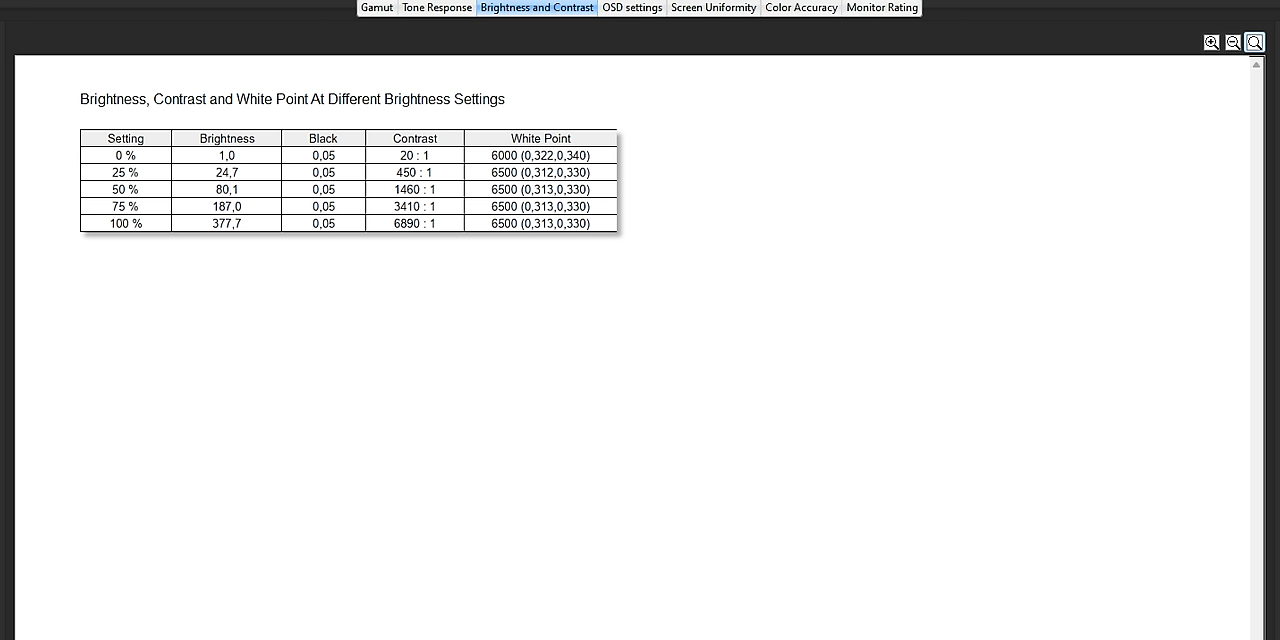 Gamut Tone Response Brightness and Contrast OSD settings Screen Uniformity Color Accuracy Monitor Rating
Brightness, Contrast and White Point At Different Brightness Settings
Setting Brightness Black Contrast White Point
0 % 1,0 0,05 20 : 1 6000 (0,322,0,340)
25 % 24,7 0,05 450 : 1 6500 (0,312,0,330)
50 % 80,1 0,05 1460 : 1 6500 (0,313,0,330)
75 % 187,0 0,05 3410 : 1 6500 (0,313,0,330)
100 % 377,7 0,05 6890 : 1 6500 (0,313,0,330)